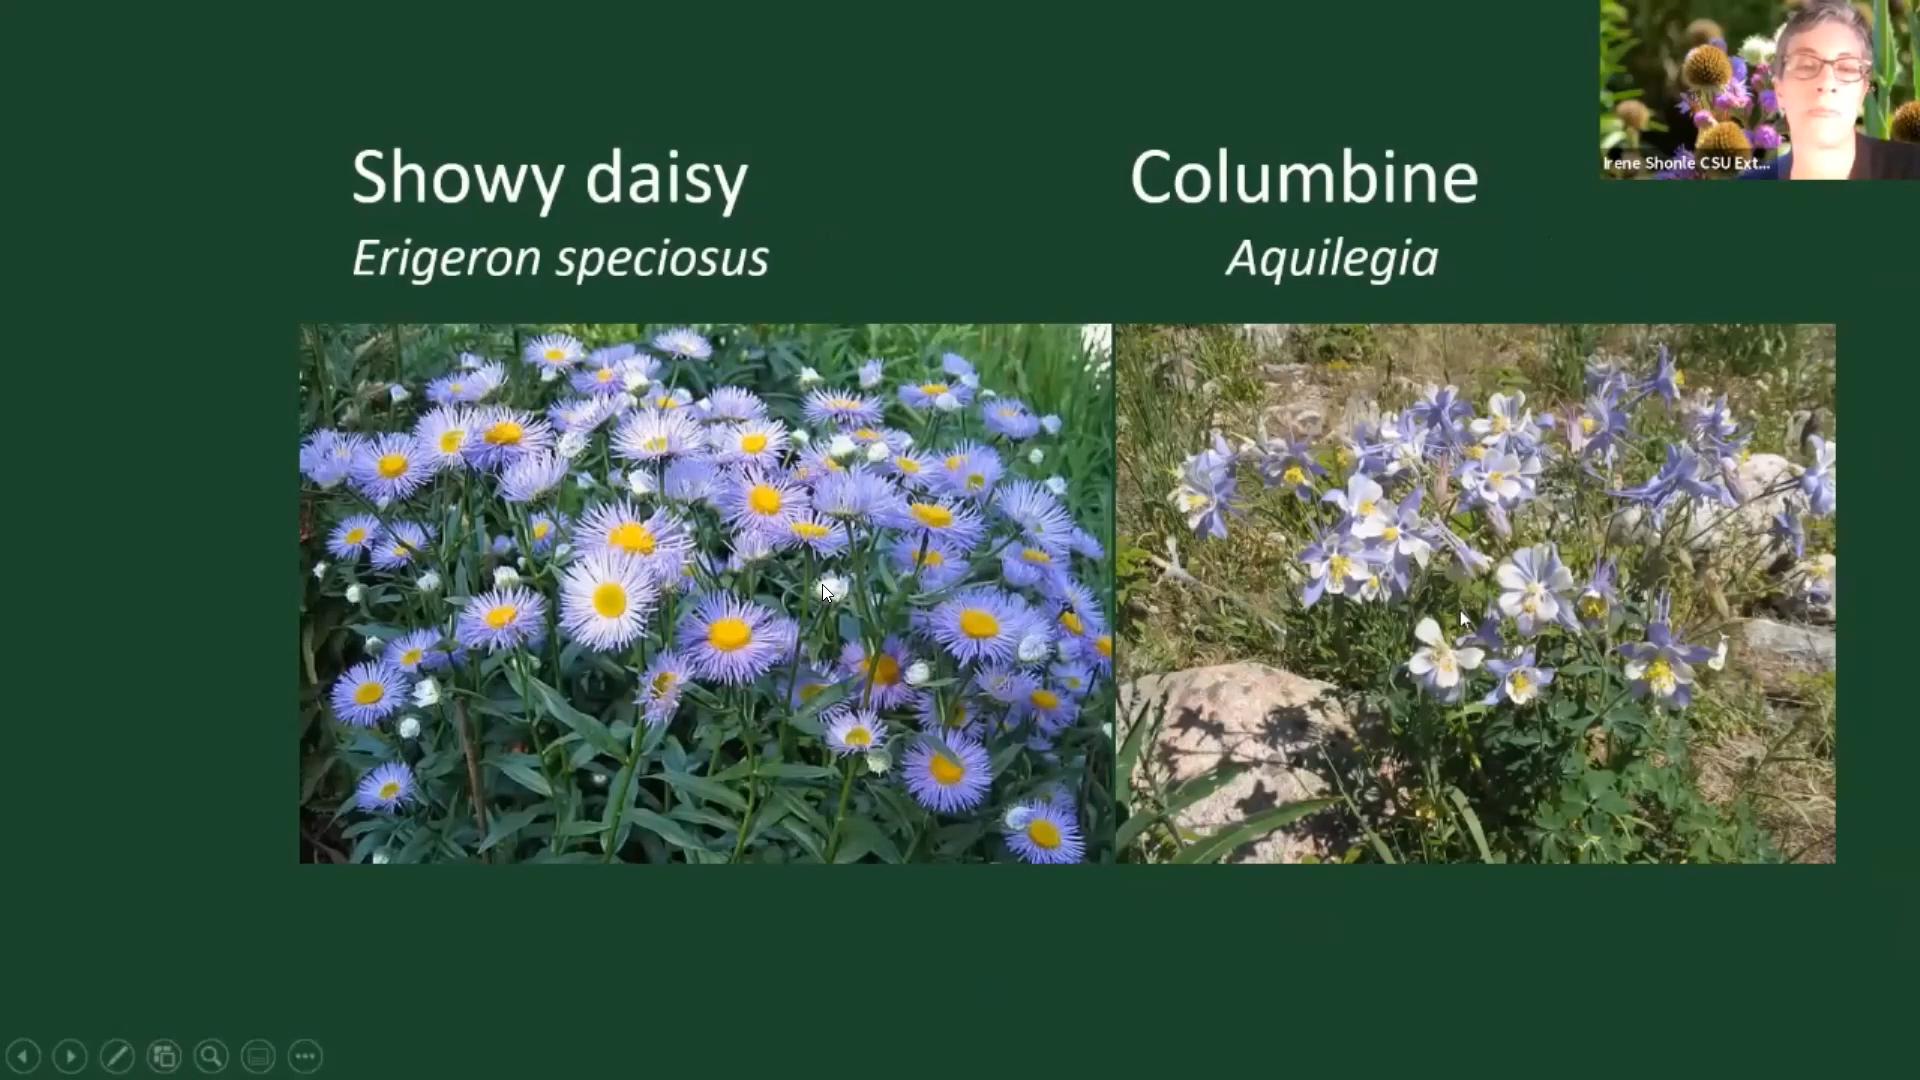 Showy daisy
Erigeron speciosus
Columbine
Aquilegia
Irene Shonle CSU Ext...